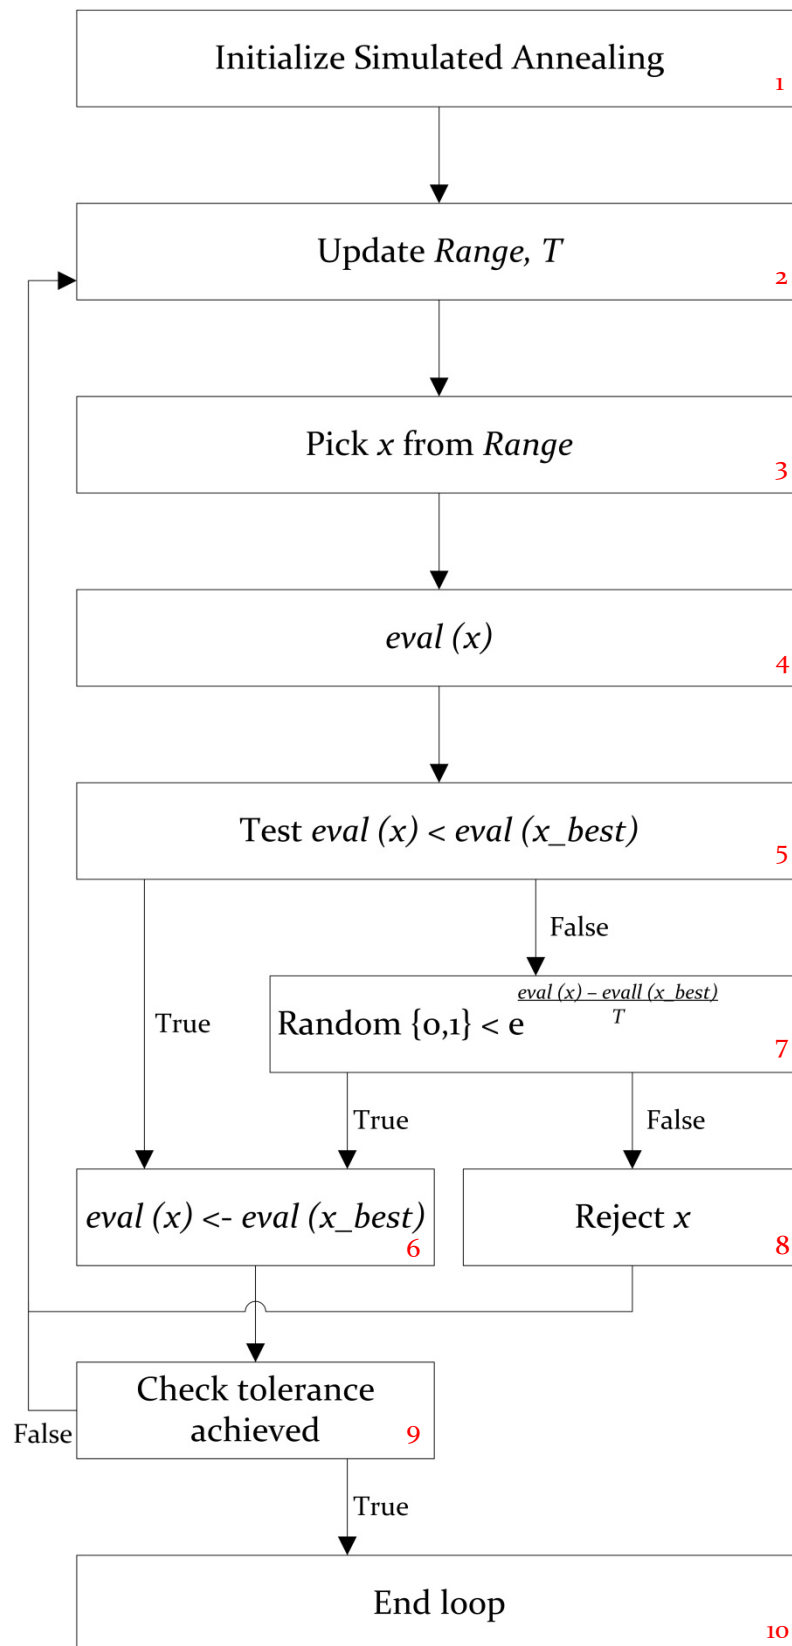 Initialize Simulated Annealing
1
Update Range, T
2
Pick x from Range
3
eval (x)
4
Test eval (x) < eval (x_best)
5
False
True
Random {0,1} < e
eval (x) – evall (x_best)
T
7
True
False
eval (x) <- eval (x_best)
6
Reject x
8
Check tolerance
achieved
9
False
True
End loop
10